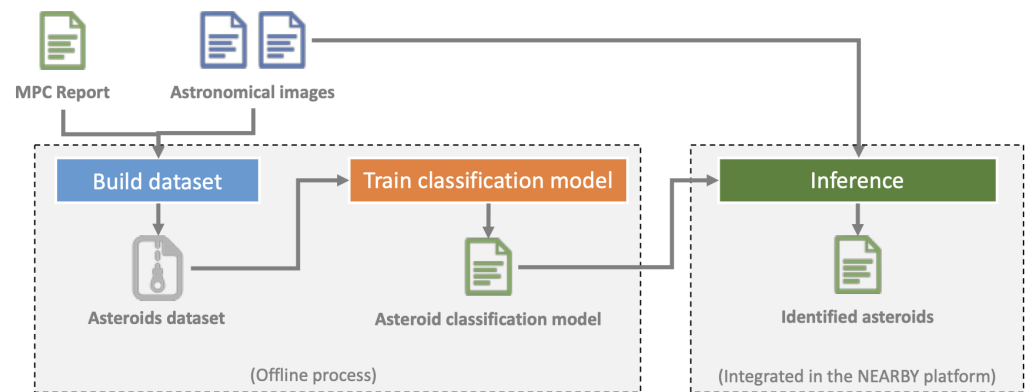 MPC Report
Astronomical images
Build dataset
Train classification model
Inference
Asteroids dataset
Asteroid classification model
Identified asteroids
(Offline process)
(Integrated in the NEARBY platform)